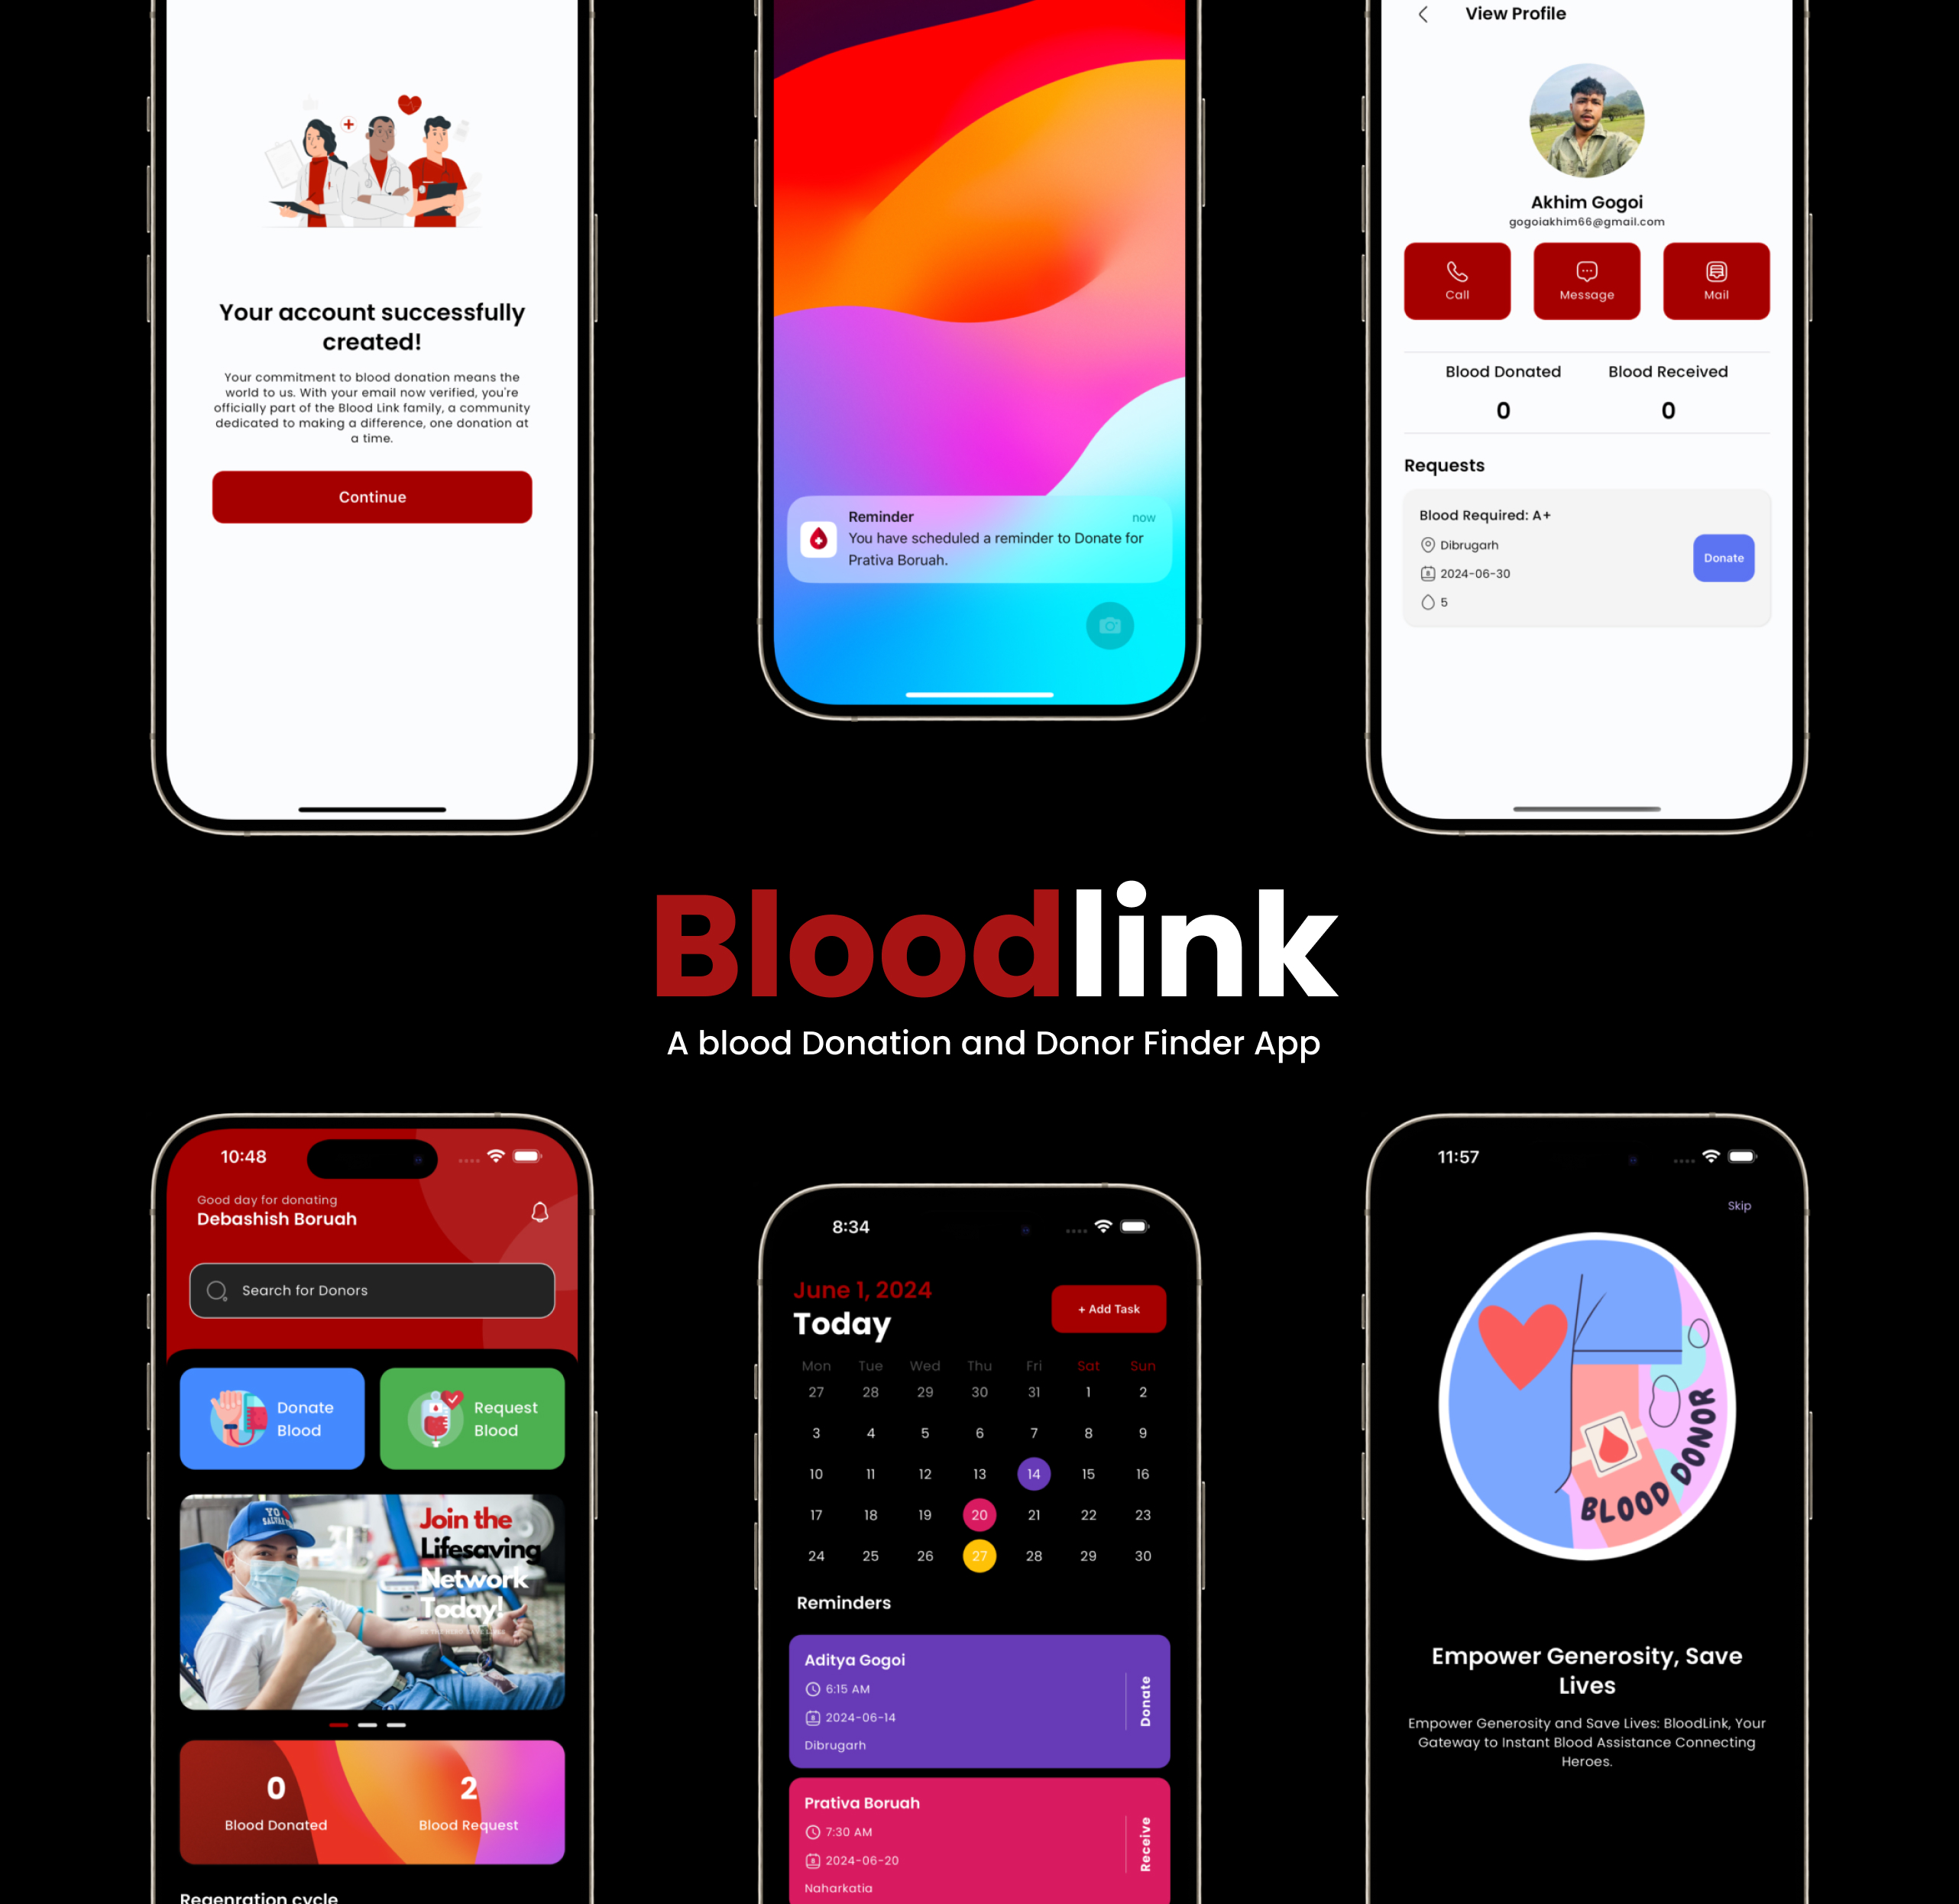 Your account successfully
created!
Your commitment to blood donation means the
world to us. With your email now verified, you're
officially part of the Blood Link family, a community
dedicated to making a difference, one donation at
a time.
Continue
Reminder
now
You have scheduled a reminder to Donate for
Prativa Boruah.
View Profile
Akhim Gogoi
gogoiakhim66@gmail.com
Call
Message
Mail
Blood Donated
Blood Received
0
0
Requests
Blood Required: A+
Dibrugarh
2024-06-30
5
Donate
Bloodlink
A blood Donation and Donor Finder App
10:48
Good day for donating
Debashish Boruah
Search for Donors
Donate
Blood
Request
Blood
YO
Join the
Lifesaving
Network
Today!
0
2
Blood Donated
Blood Request
Regenration cycle
8:34
June 1, 2024
Today
+ Add Task
Mon Tue Wed Thu Fri Sat Sun
27 28 29 30 31 1 2
3 4 5 6 7 8 9
10 11 12 13 14 15 16
17 18 19 20 21 22 23
24 25 26 27 28 29 30
Reminders
Aditya Gogoi
6:15 AM
2024-06-14
Dibrugarh
Donate
Prativa Boruah
7:30 AM
2024-06-20
Naharkatia
Receive
11:57
Skip
BLOOD DONOR
Empower Generosity, Save
Lives
Empower Generosity and Save Lives: BloodLink, Your
Gateway to Instant Blood Assistance Connecting
Heroes.